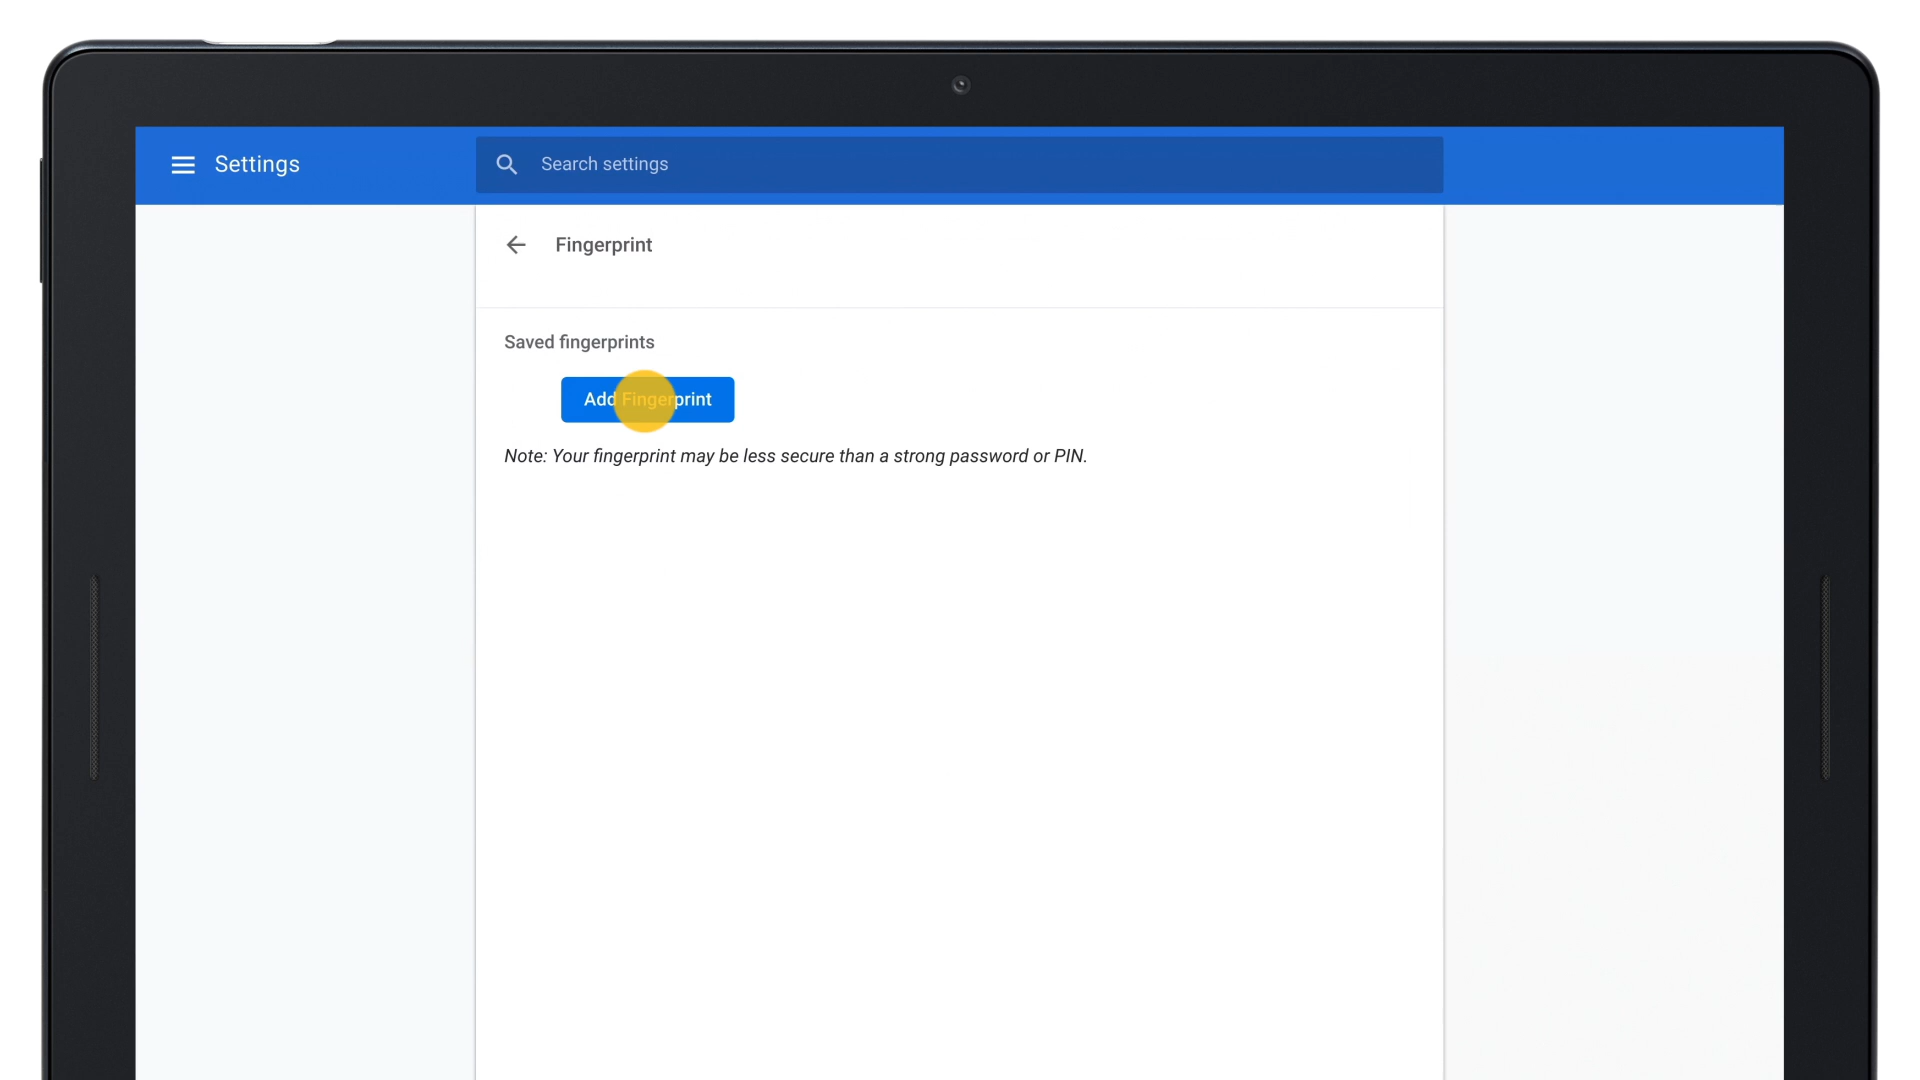 Settings
Search settings
Fingerprint
Saved fingerprints
Add Fingerprint
Note: Your fingerprint may be less secure than a strong password or PIN.